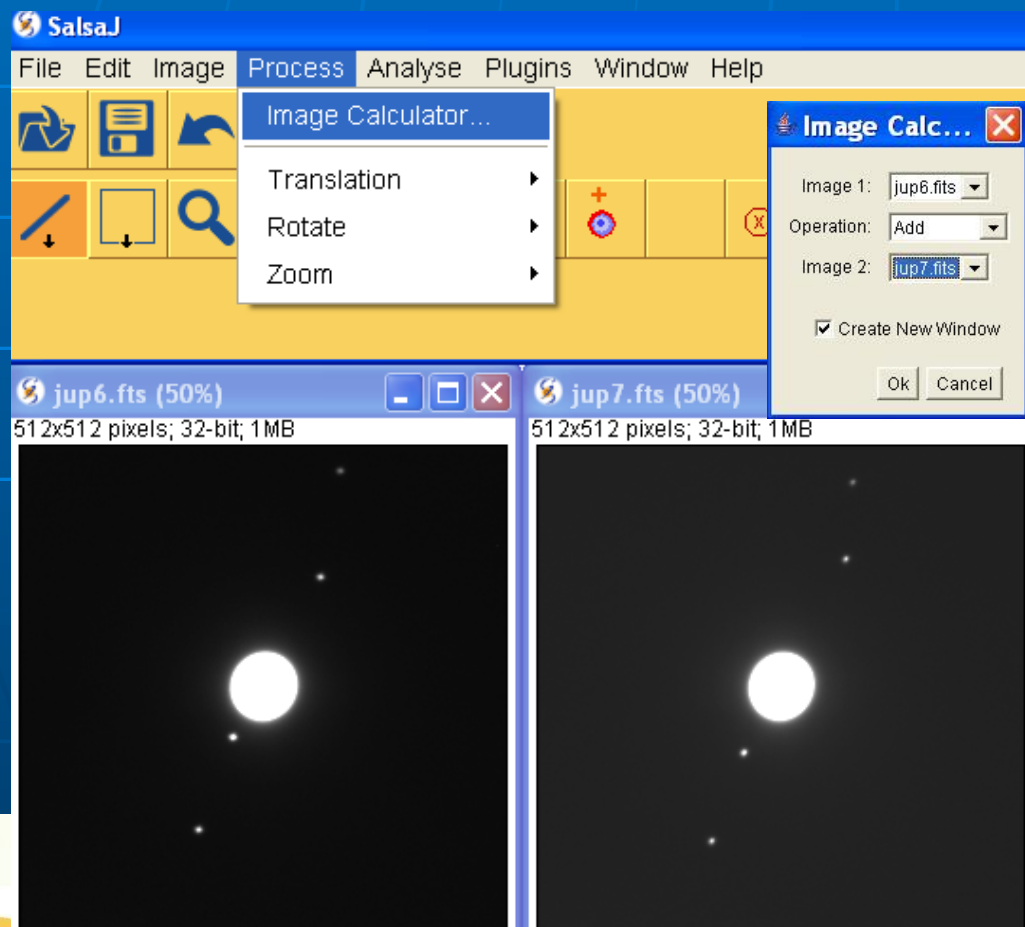 SalsaJ
File Edit Image Process Analyse Plugins Window Help
Image Calculator...
Translation
Rotate
Zoom
Image Calc...
Image 1: jup6.fits
Operation: Add
Image 2: jup7.fits
Create New Window
Ok Cancel
jup6.fts (50%)
512x512 pixels; 32-bit; 1MB
jup7.fts (50%)
512x512 pixels; 32-bit; 1MB